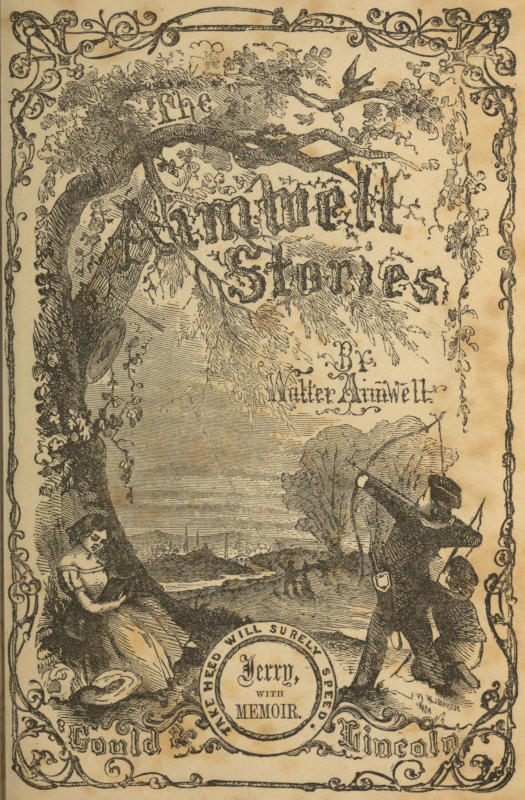 The
Aimwell
Stories.
By
Walter Aimwell.
TAKE HEED WILL SURELY SPEED.
Jerry,
WITH
MEMOIR.
Gould & Lincoln